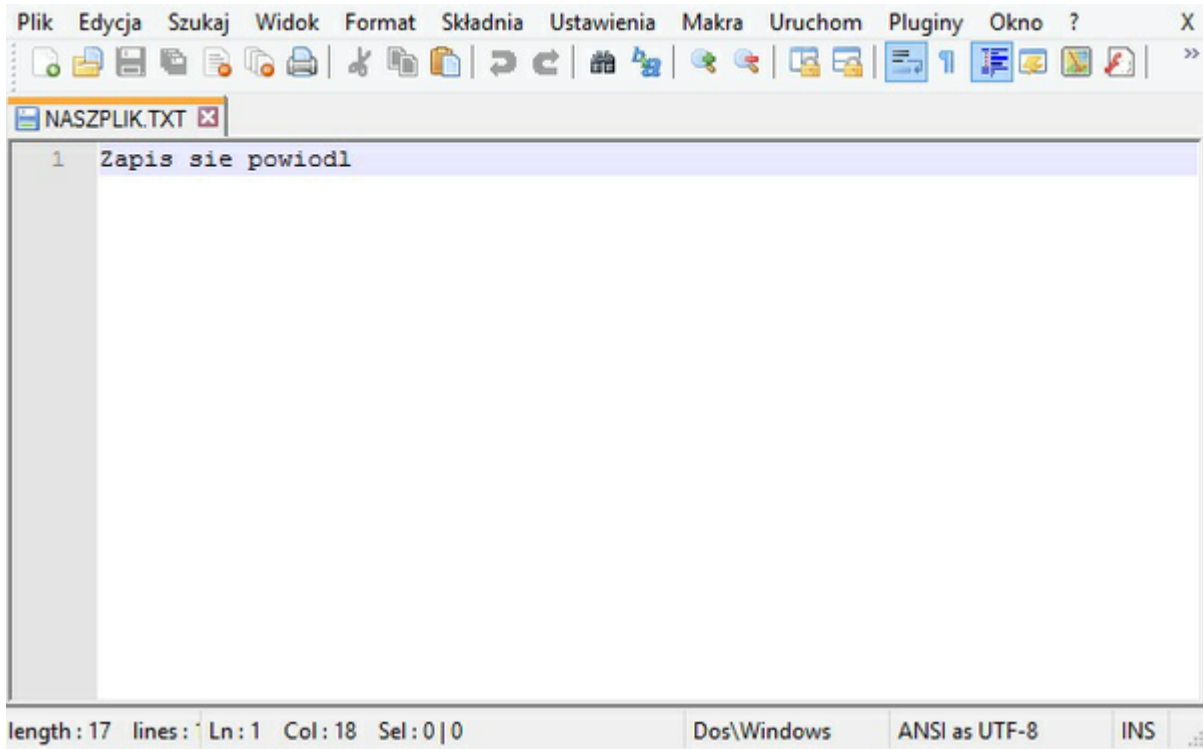 Plik Edycja Szukaj Widok Format Składnia Ustawienia Makra Uruchom Pluginy Okno ? X
NASZPLIK.TXT
1 Zapis sie powiodl
length : 17 lines : Ln : 1 Col : 18 Sel : 0 | 0 Dos\Windows ANSI as UTF-8 INS